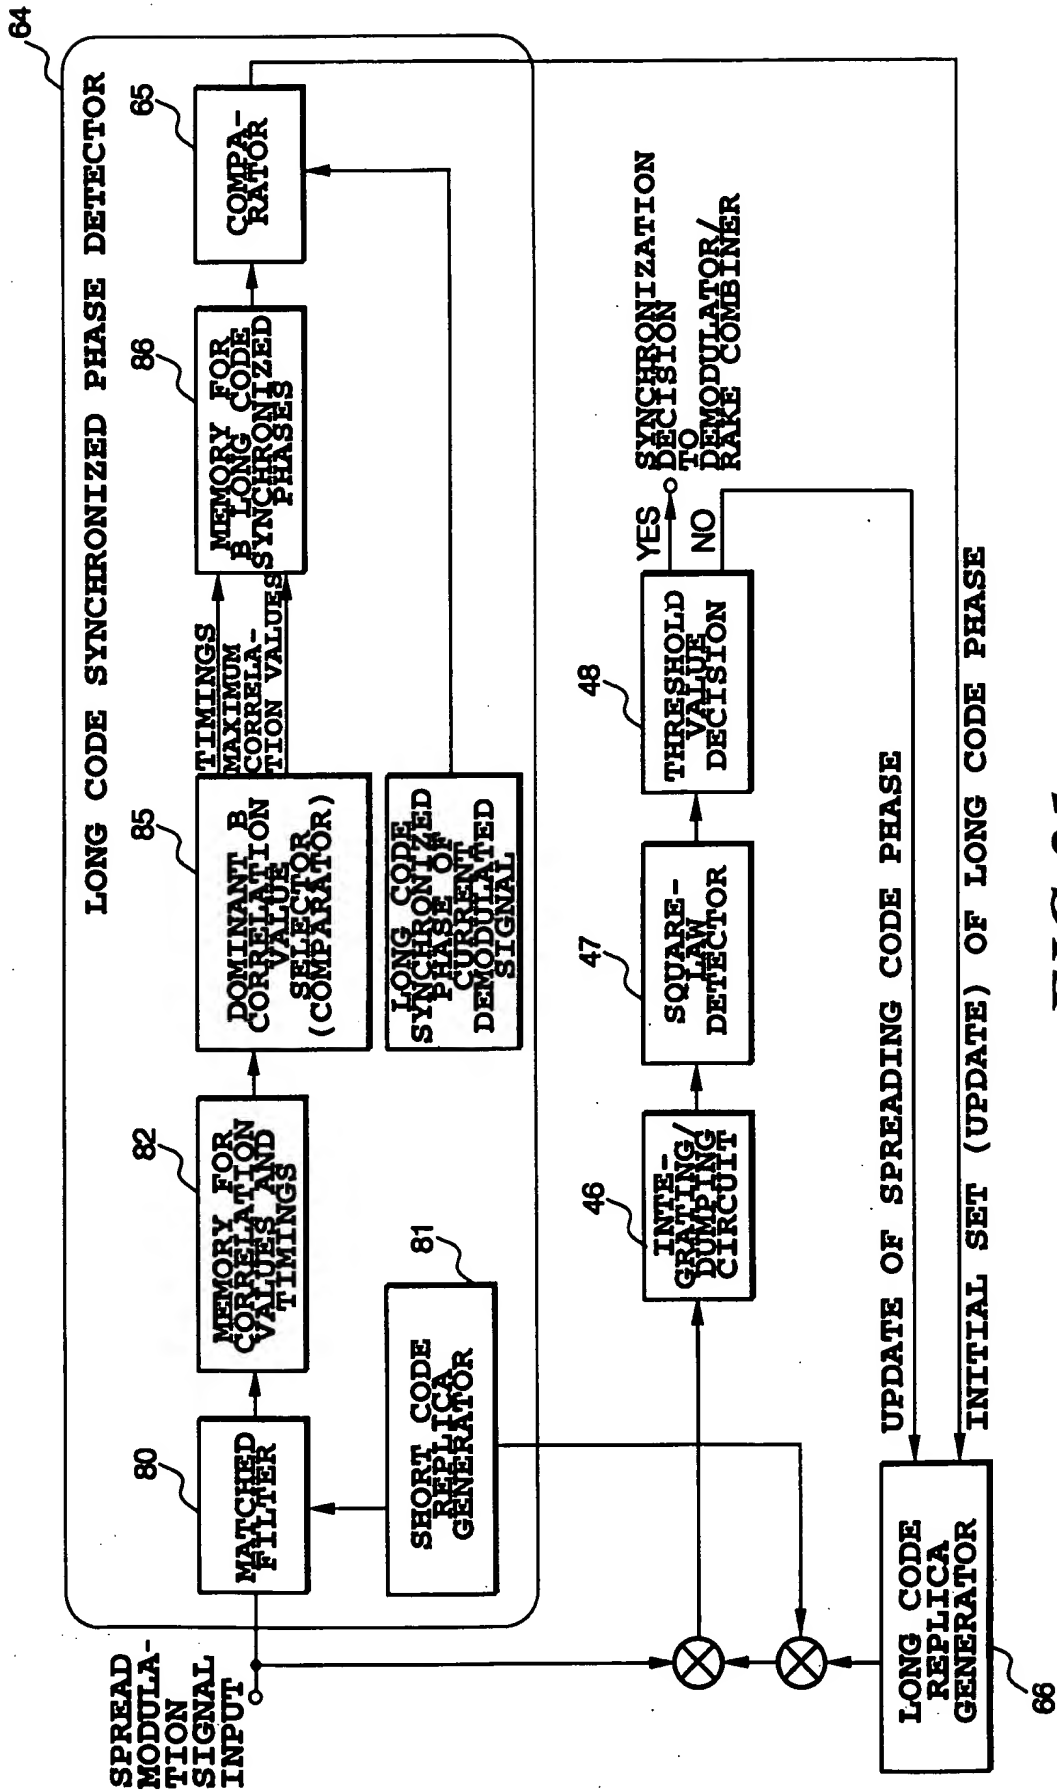 64
LONG CODE SYNCHRONIZED PHASE DETECTOR
SPREAD
MODULA-
TION
SIGNAL
INPUT
80
MATCHED
FILTER
82
MEMORY FOR
CORRELATION
VALUES AND
TIMINGS
85
DOMINANT B
CORRELATION
VALUE
SELECTOR
(COMPARATOR)
TIMINGS
MAXIMUM
CORRELA-
TION VALUES
86
MEMORY FOR
B LONG CODE
SYNCHRONIZED
PHASES
65
COMPA-
RATOR
81
SHORT CODE
REPLICA
GENERATOR
LONG CODE
SYNCHRONIZED
PHASE OF
CURRENT
DEMODULATED
SIGNAL
46
INTE-
GRATING/
DUMPING
CIRCUIT
47
SQUARE-
LAW
DETECTOR
48
THRESHOLD
VALUE
DECISION
YES
NO
SYNCHRONIZATION
DECISION
TO
DEMODULATOR/
RAKE COMBINER
UPDATE OF SPREADING CODE PHASE
INITIAL SET (UPDATE) OF LONG CODE PHASE
LONG CODE
REPLICA
GENERATOR
66